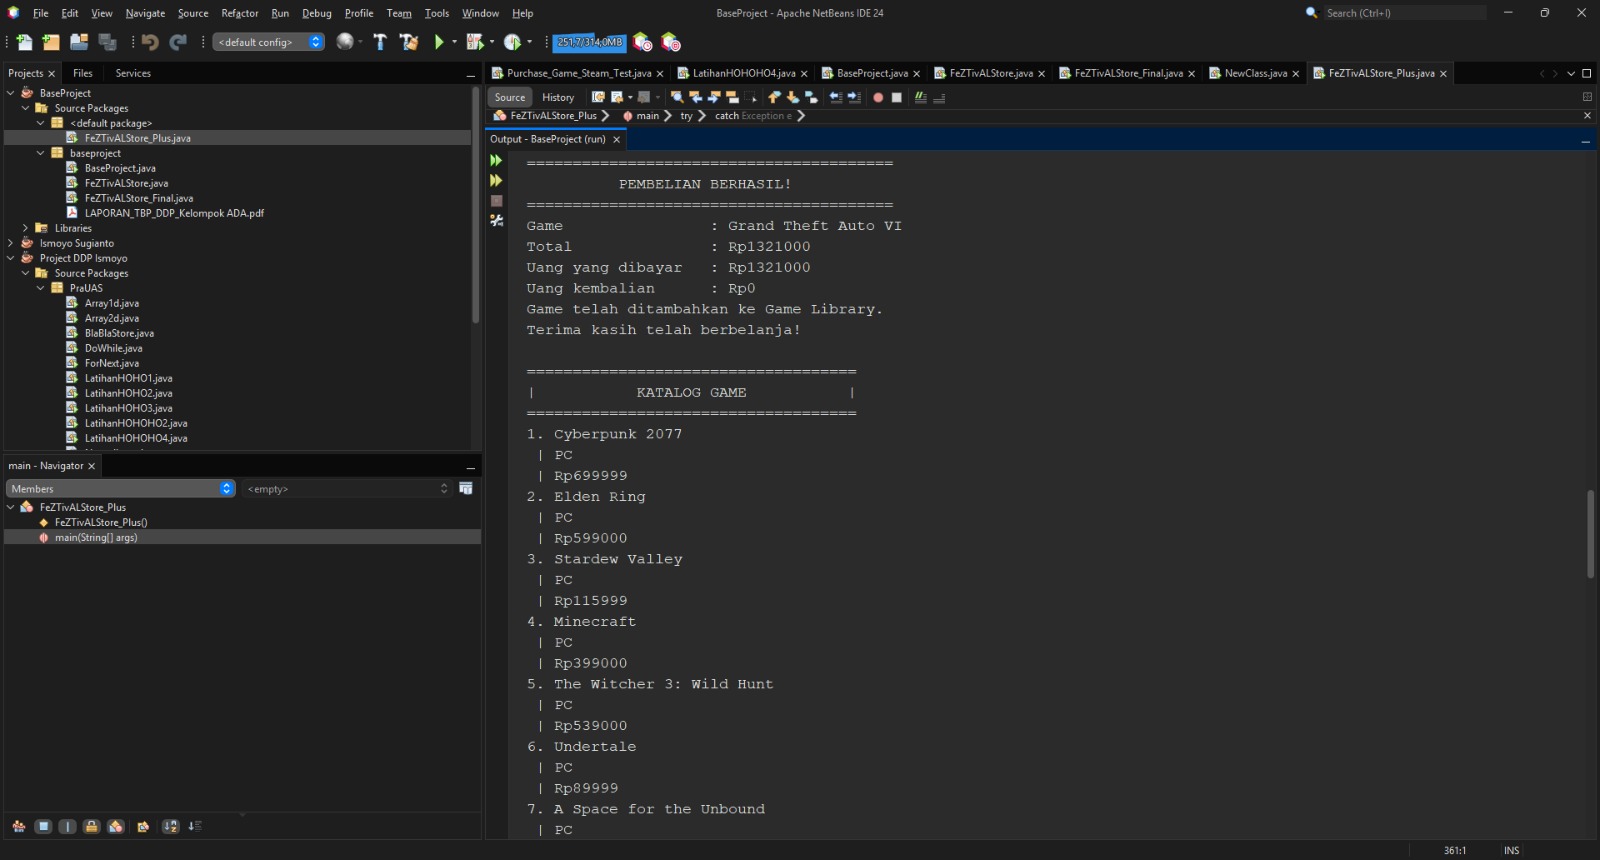 File Edit View Navigate Source Refactor Run Debug Profile Team Tools Window Help
BaseProject - Apache NetBeans IDE 24
Search (Ctrl+I)
<default config>
251,7/314,0MB
Projects
Files
Services
BaseProject
Source Packages
<default package>
FeZTivALStore_Plus.java
baseproject
BaseProject.java
FeZTivALStore.java
FeZTivALStore_Final.java
LAPORAN_TBP_DDP_Kelompok ADA.pdf
Libraries
Ismoyo Sugianto
Project DDP Ismoyo
Source Packages
PraUAS
Array1d.java
Array2d.java
BlaBlaStore.java
DoWhile.java
ForNext.java
LatihanHOHO1.java
LatihanHOHO2.java
LatihanHOHO3.java
LatihanHOHOHO2.java
LatihanHOHOHO4.java
main - Navigator
Members
<empty>
FeZTivALStore_Plus
FeZTivALStore_Plus()
main(String[] args)
Purchase_Game_Steam_Test.java
LatihanHOHOHO4.java
BaseProject.java
FeZTivALStore.java
FeZTivALStore_Final.java
NewClass.java
FeZTivALStore_Plus.java
Source
History
FeZTivALStore_Plus
main
try
catch Exception e
Output - BaseProject (run)
========================================
PEMBELIAN BERHASIL!
========================================
Game : Grand Theft Auto VI
Total : Rp1321000
Uang yang dibayar : Rp1321000
Uang kembalian : Rp0
Game telah ditambahkan ke Game Library.
Terima kasih telah berbelanja!
====================================
| KATALOG GAME |
====================================
1. Cyberpunk 2077
| PC
| Rp699999
2. Elden Ring
| PC
| Rp599000
3. Stardew Valley
| PC
| Rp115999
4. Minecraft
| PC
| Rp399000
5. The Witcher 3: Wild Hunt
| PC
| Rp539000
6. Undertale
| PC
| Rp89999
7. A Space for the Unbound
| PC
361:1
INS